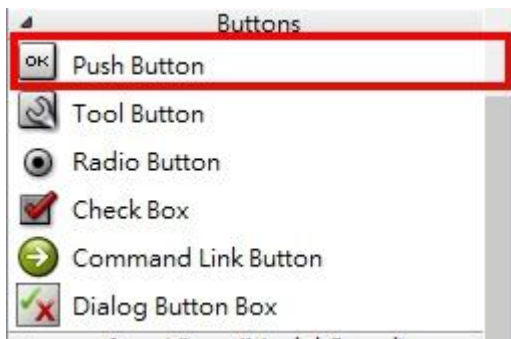 Buttons
OK Push Button
Tool Button
Radio Button
Check Box
Command Link Button
Dialog Button Box